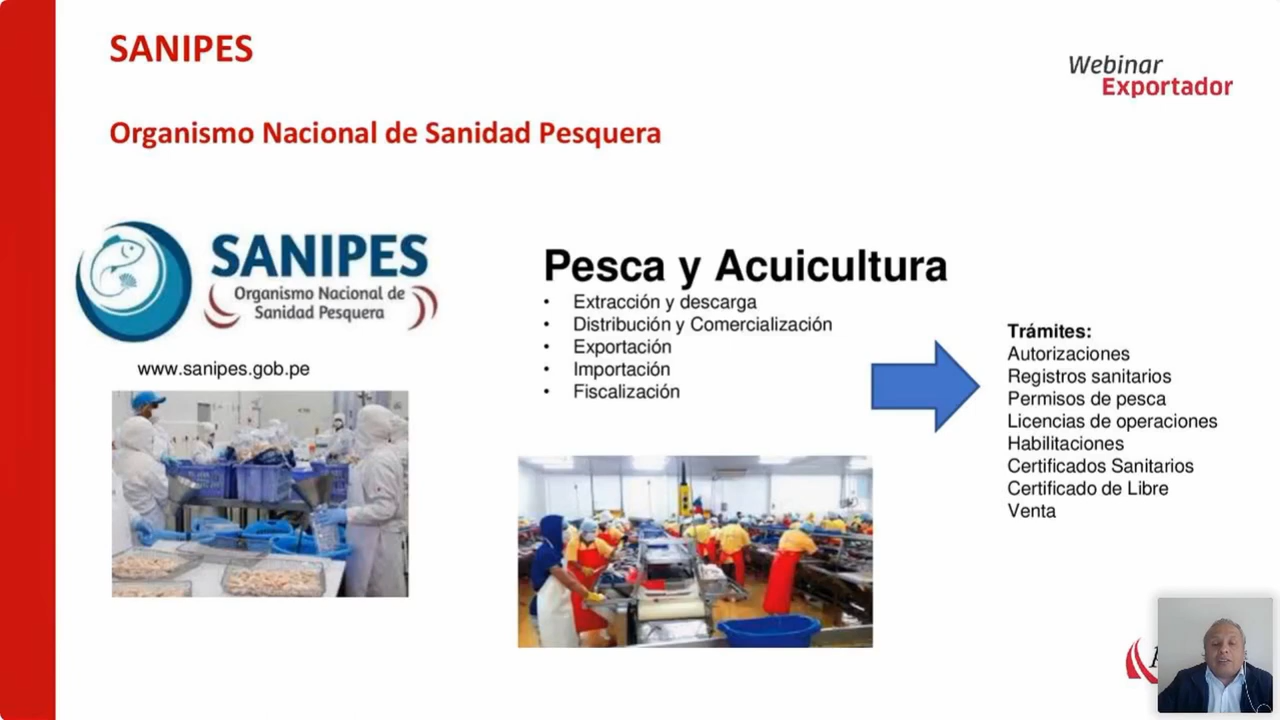 SANIPES
Webinar
Exportador
Organismo Nacional de Sanidad Pesquera
SANIPES
Organismo Nacional de
Sanidad Pesquera
www.sanipes.gob.pe
Pesca y Acuicultura
• Extracción y descarga
• Distribución y Comercialización
• Exportación
• Importación
• Fiscalización
Trámites:
Autorizaciones
Registros sanitarios
Permisos de pesca
Licencias de operaciones
Habilitaciones
Certificados Sanitarios
Certificado de Libre
Venta